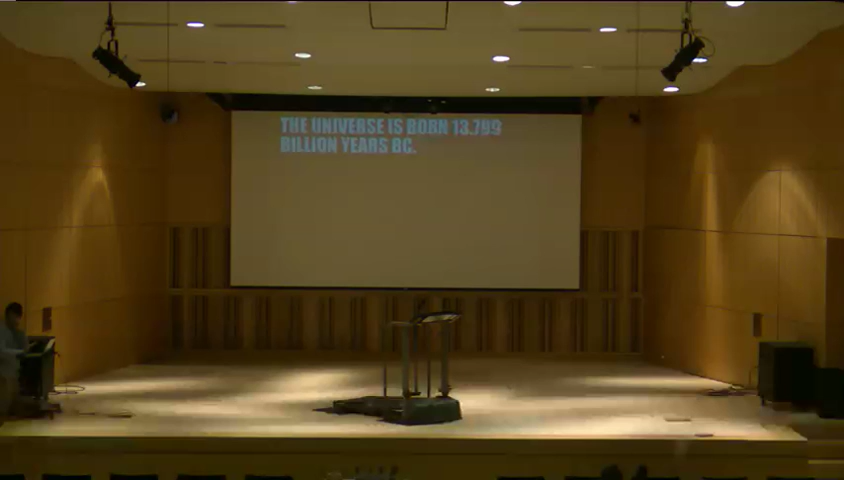 THE UNIVERSE IS BORN 13.799
BILLION YEARS BC.